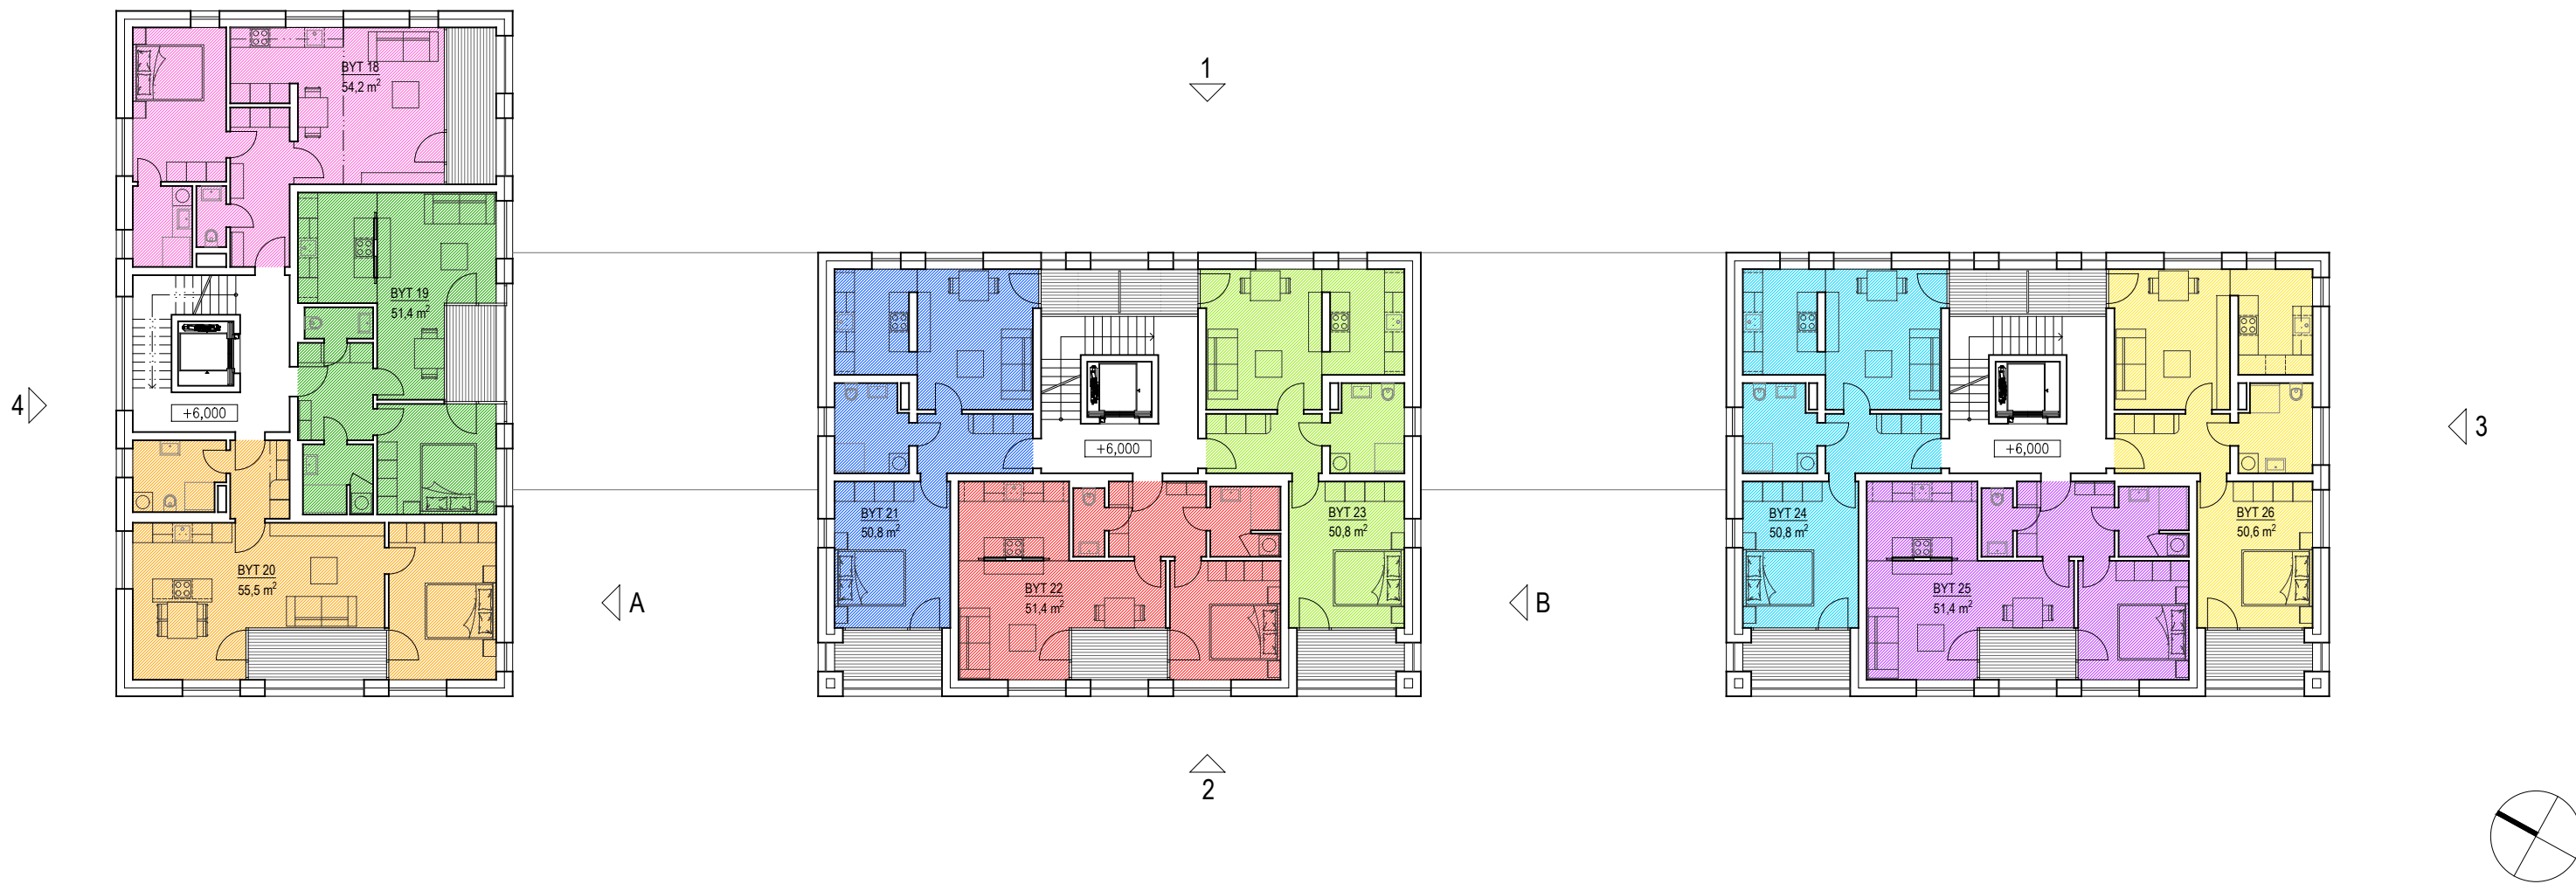 BYT 18
54,2 m²
1
BYT 19
51,4 m²
4
+6,000
+6,000
+6,000
3
BYT 21
50,8 m²
BYT 23
50,8 m²
BYT 24
50,8 m²
BYT 26
50,6 m²
BYT 20
55,5 m²
A
BYT 22
51,4 m²
B
BYT 25
51,4 m²
2